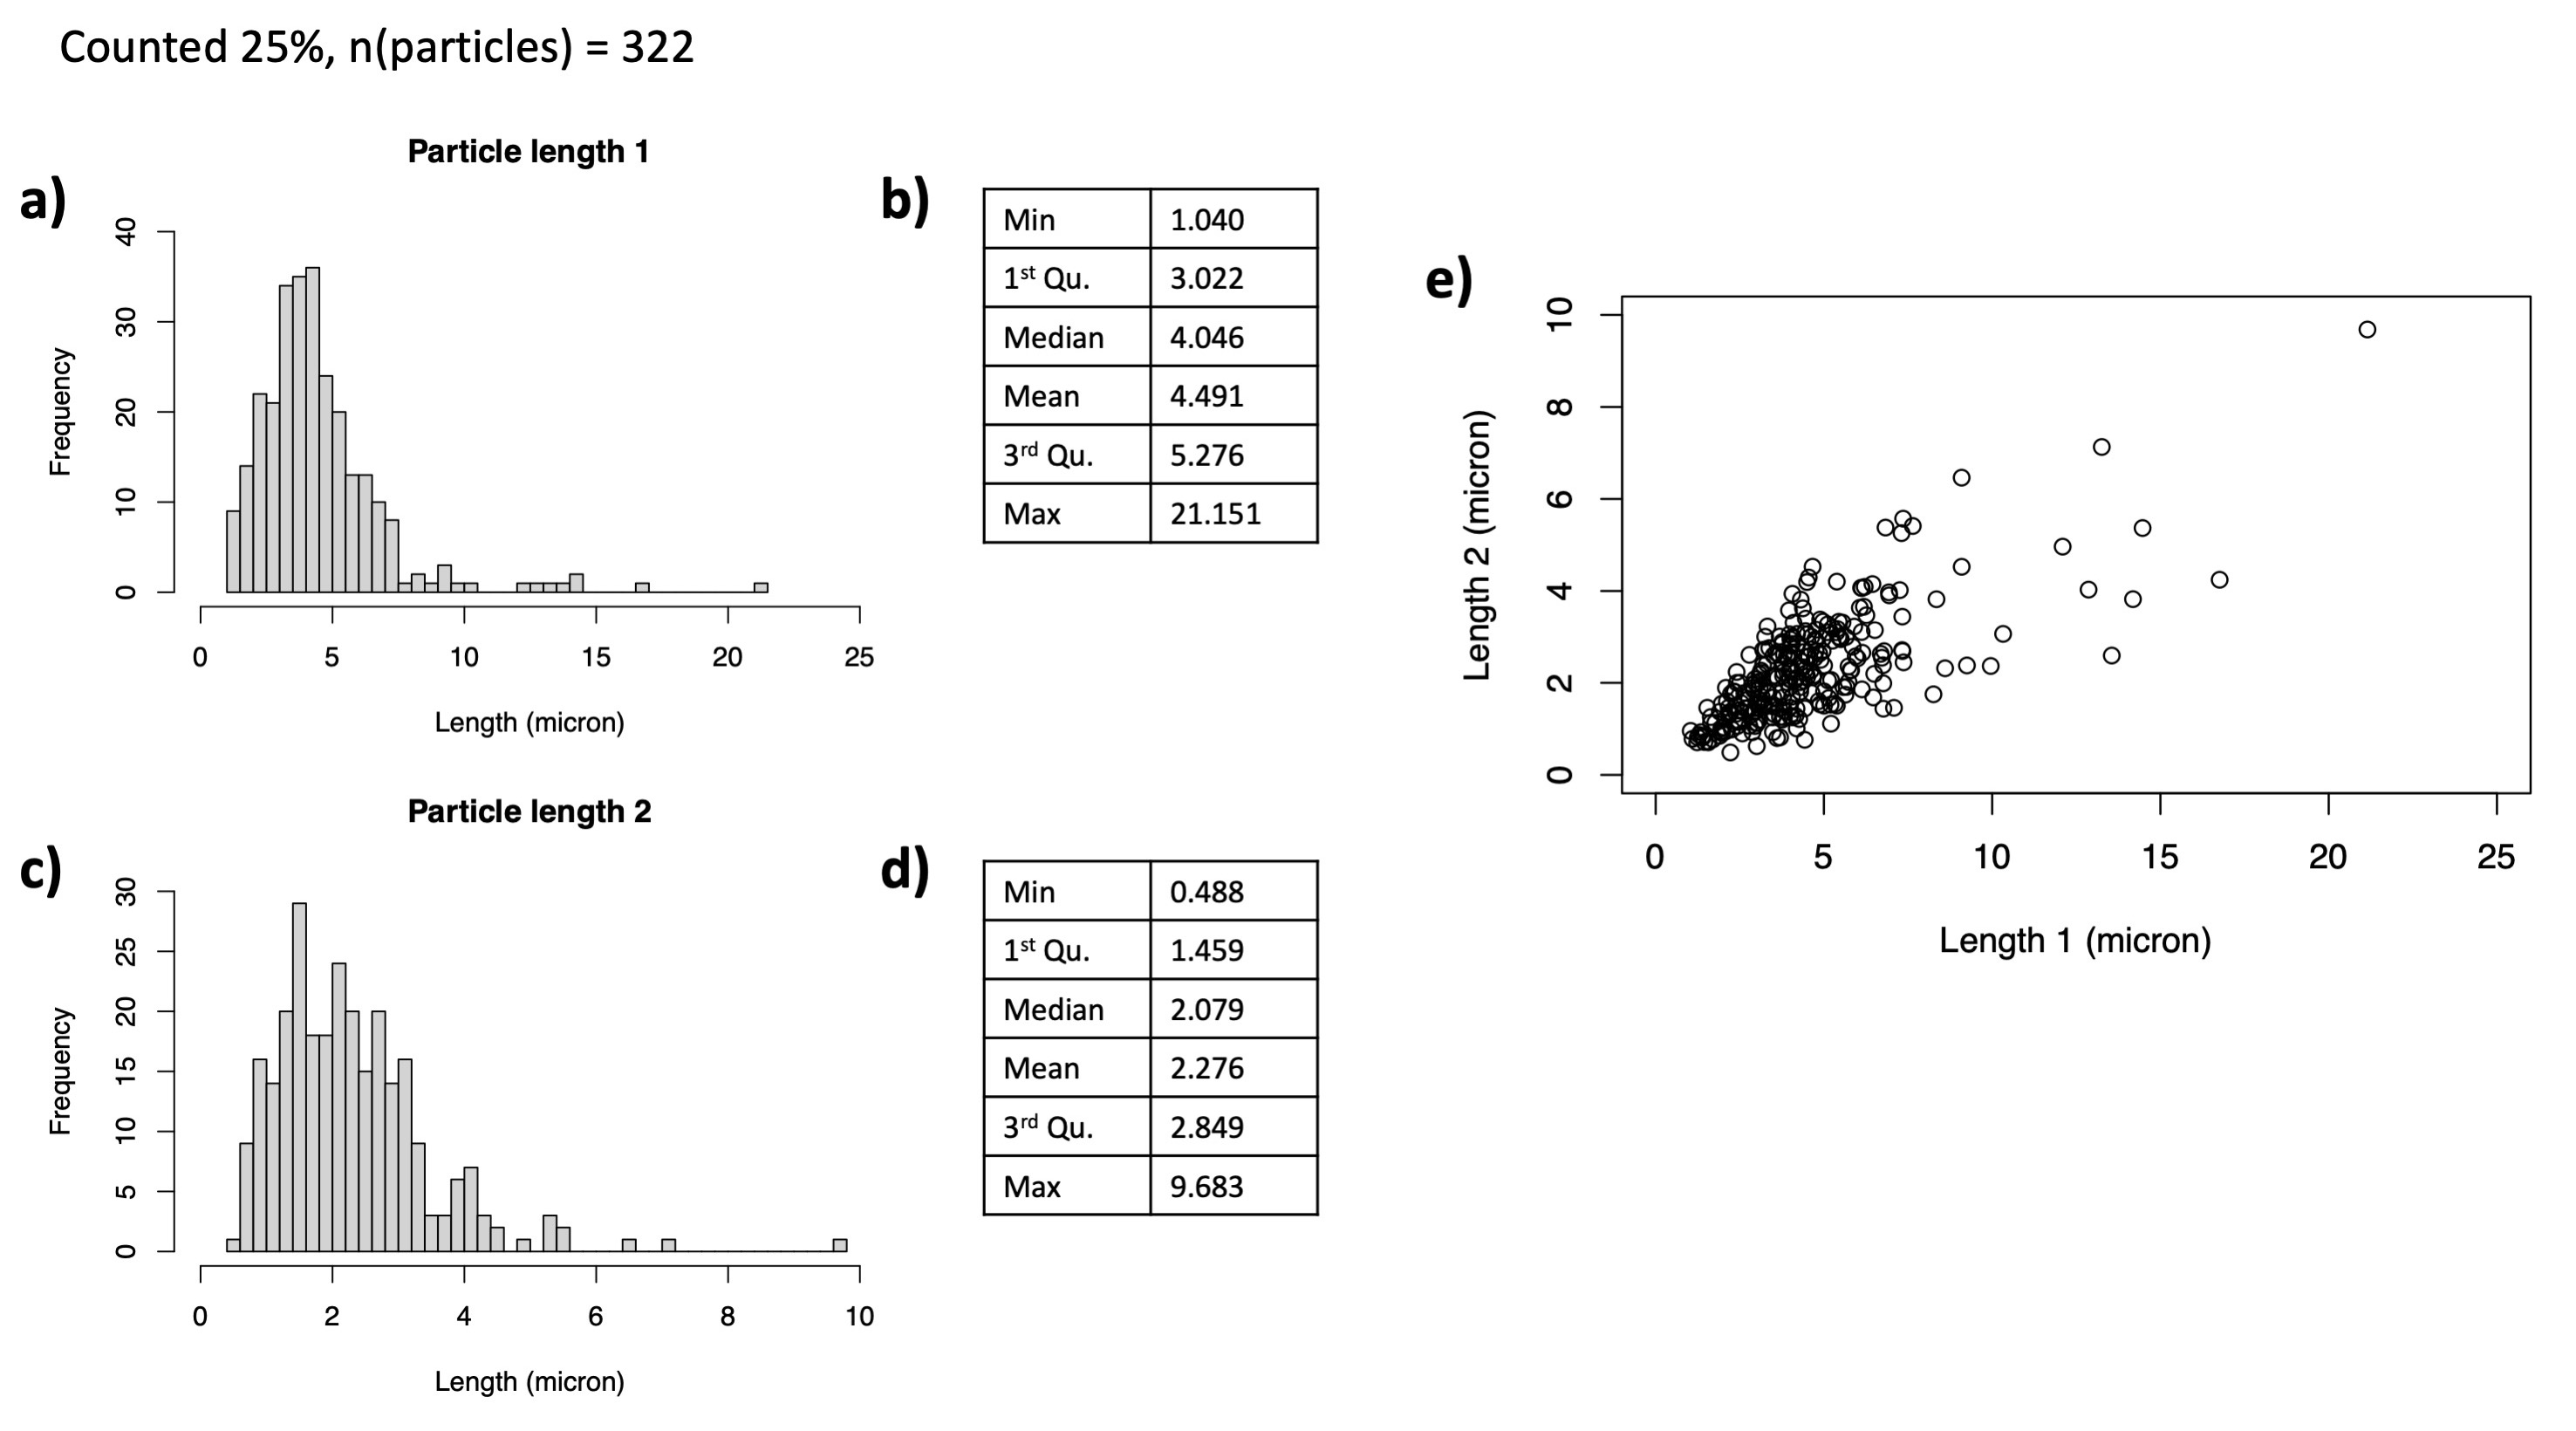 Counted 25%, n(particles) = 322
a)
Particle length 1
40
30
20
10
0
Frequency
0 5 10 15 20 25
Length (micron)
b)
Min 1.040
1st Qu. 3.022
Median 4.046
Mean 4.491
3rd Qu. 5.276
Max 21.151
c)
Particle length 2
30
25
20
15
10
5
0
Frequency
0 2 4 6 8 10
Length (micron)
d)
Min 0.488
1st Qu. 1.459
Median 2.079
Mean 2.276
3rd Qu. 2.849
Max 9.683
e)
10
8
6
4
2
0
Length 2 (micron)
0 5 10 15 20 25
Length 1 (micron)